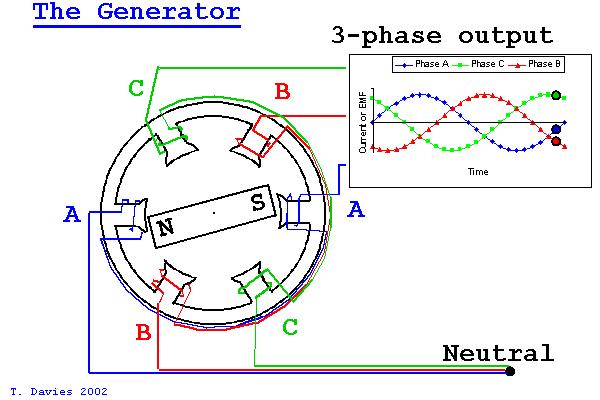 The Generator
3-phase output
Phase A Phase C Phase B
Current or EMF
Time
C
B
A
A
N
S
B
C
Neutral
T. Davies 2002